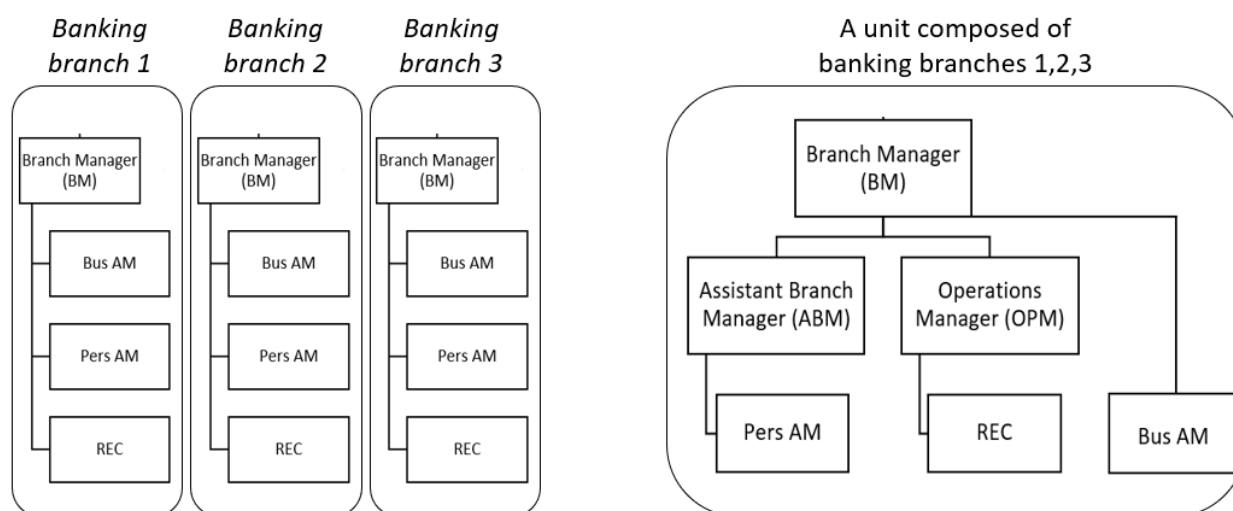 Banking
branch 1
Banking
branch 2
Banking
branch 3
A unit composed of
banking branches 1,2,3
Branch Manager
(BM)
Bus AM
Pers AM
REC
Branch Manager
(BM)
Bus AM
Pers AM
REC
Branch Manager
(BM)
Bus AM
Pers AM
REC
Branch Manager
(BM)
Assistant Branch
Manager (ABM)
Operations
Manager (OPM)
Pers AM
REC
Bus AM